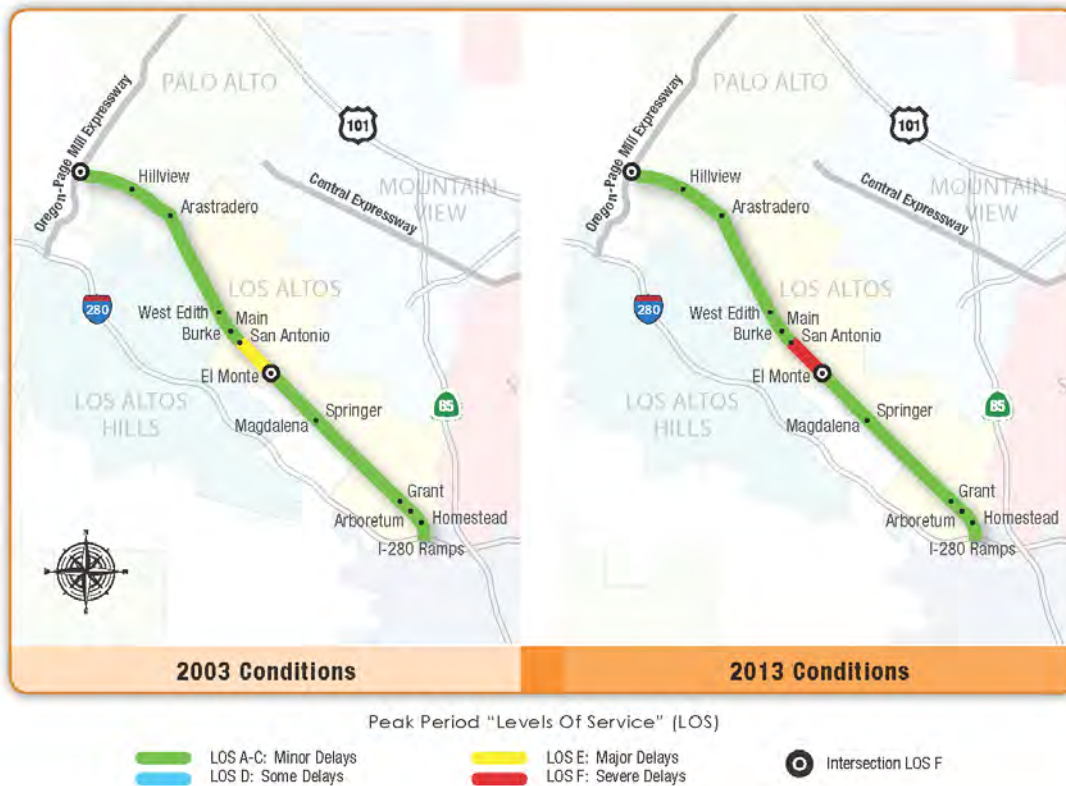 PALO ALTO
Oregon-Page Mill Expressway
101
Hillview
Central Expressway
MOUNTAIN
VIEW
Arastradero
280
LOS ALTOS
West Edith
Main
Burke
San Antonio
El Monte
LOS ALTOS
HILLS
85
Springer
Magdalena
Grant
Arboretum
Homestead
I-280 Ramps
2003 Conditions
PALO ALTO
Oregon-Page Mill Expressway
101
Hillview
Central Expressway
MOUNTAIN
VIEW
Arastradero
280
LOS ALTOS
West Edith
Main
Burke
San Antonio
El Monte
LOS ALTOS
HILLS
85
S
Springer
Magdalena
Grant
Arboretum
Homestead
I-280 Ramps
2013 Conditions
Peak Period "Levels Of Service" (LOS)
LOS A-C: Minor Delays
LOS D: Some Delays
LOS E: Major Delays
LOS F: Severe Delays
Intersection LOS F